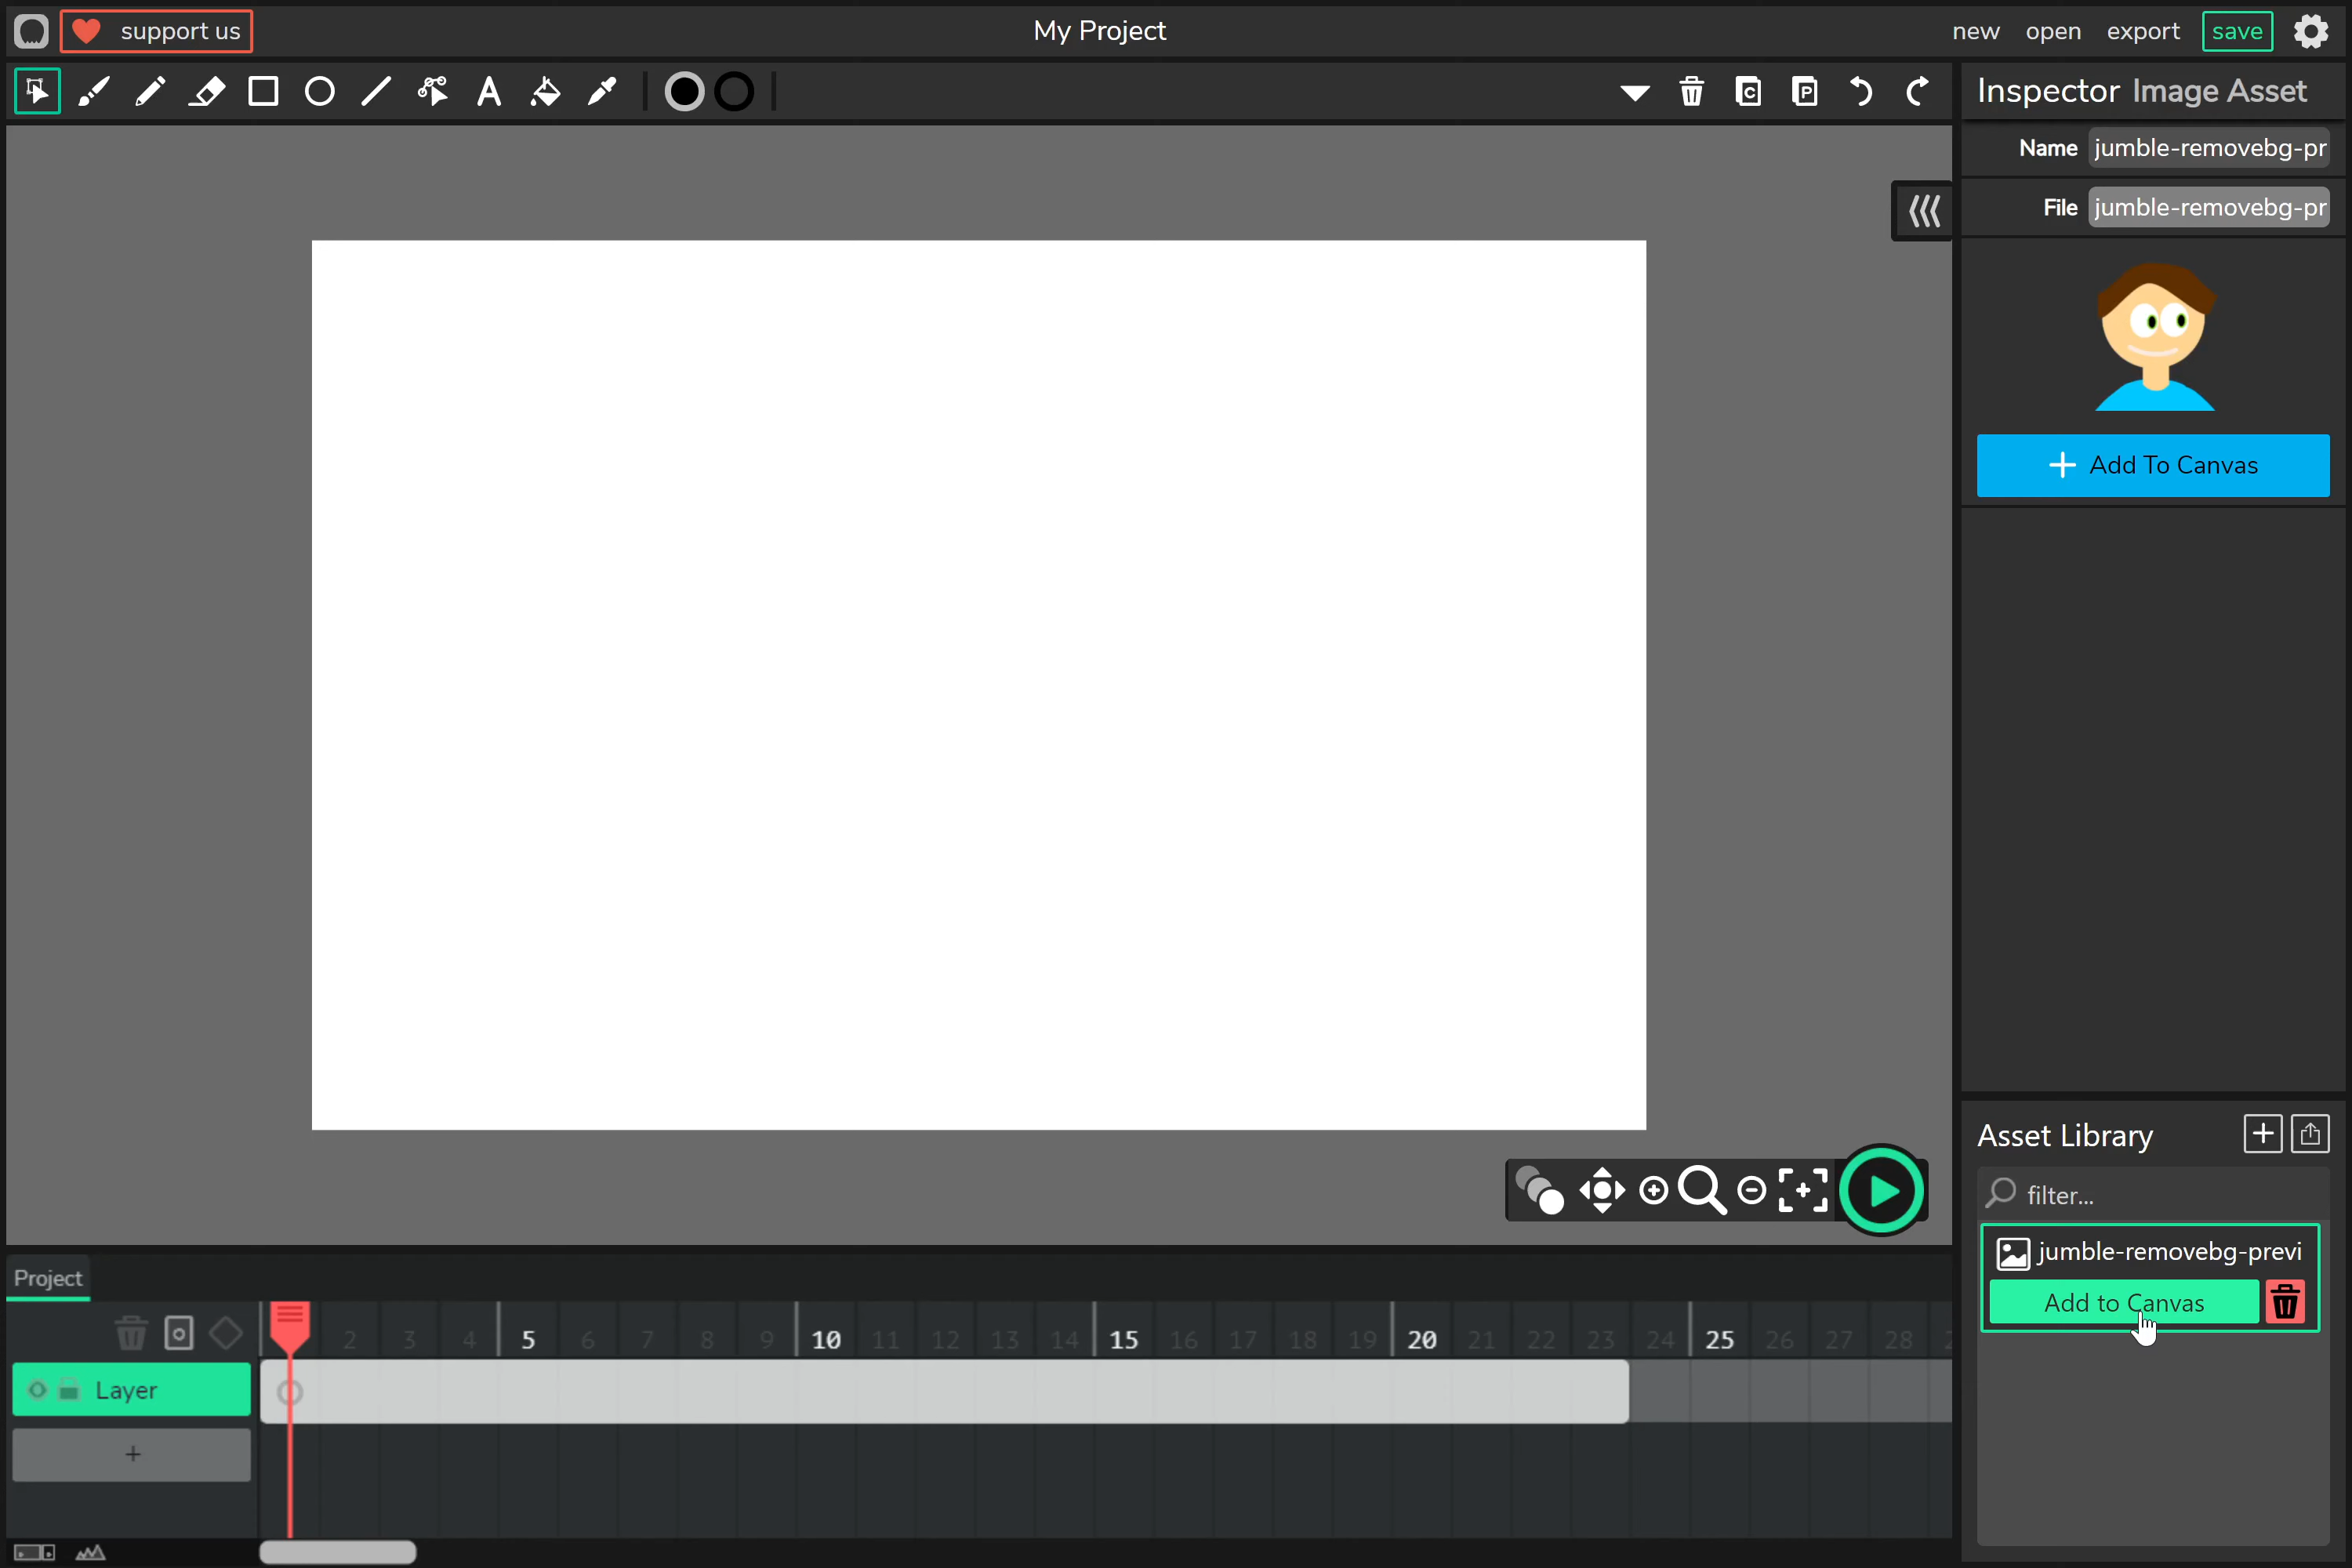 support us
My Project
new open export save
Inspector Image Asset
Name jumble-removebg-pr
File jumble-removebg-pr
Add To Canvas
Asset Library
filter...
jumble-removebg-previ
Add to Canvas
Project
2 3 4 5 6 7 8 9 10 11 12 13 14 15 16 17 18 19 20 21 22 23 24 25 26 27 28
Layer
+